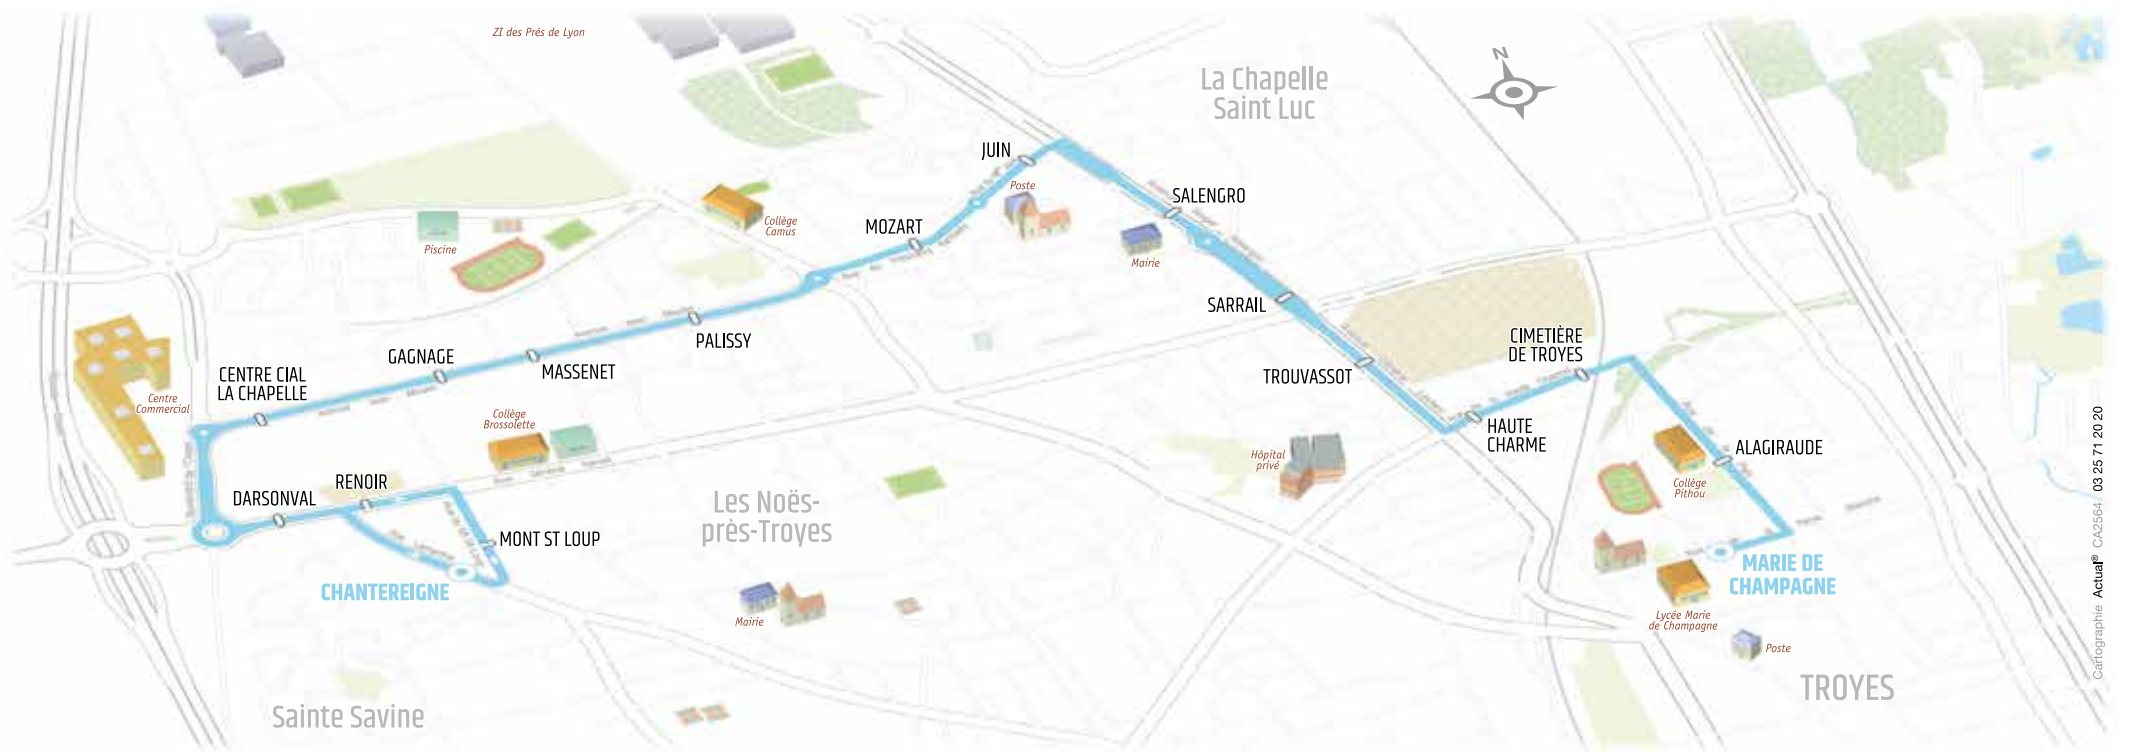 ZI des Prés de Lyon
La Chapelle
Saint Luc
N
JUIN
Poste
SALENGRO
Collège
Camus
MOZART
Piscine
Mairie
SARRAIL
PALISSY
CIMETIÈRE
DE TROYES
GAGNAGE
MASSENET
TROUVASSOT
CENTRE CIAL
LA CHAPELLE
Centre
Commercial
Collège
Brossolette
HAUTE
CHARME
ALAGIRAUDE
Hôpital
privé
RENOIR
DARSONVAL
Collège
Pithou
Les Noës-
près-Troyes
MONT ST LOUP
CHANTEREIGNE
MARIE DE
CHAMPAGNE
Mairie
Lycée Marie
de Champagne
Poste
TROYES
Sainte Savine
Cartographie Actual® CA2564 / 03 25 71 20 20